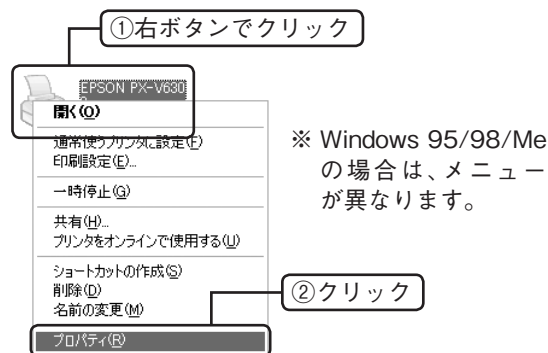 ①右ボタンでクリック
EPSON PX-V630
開く(O)
通常使うプリンタに設定(F)
印刷設定(E)...
一時停止(G)
共有(H)...
プリンタをオンラインで使用する(U)
ショートカットの作成(S)
削除(D)
名前の変更(M)
プロパティ(R)
※ Windows 95/98/Me
の場合は、メニュー
が異なります。
②クリック